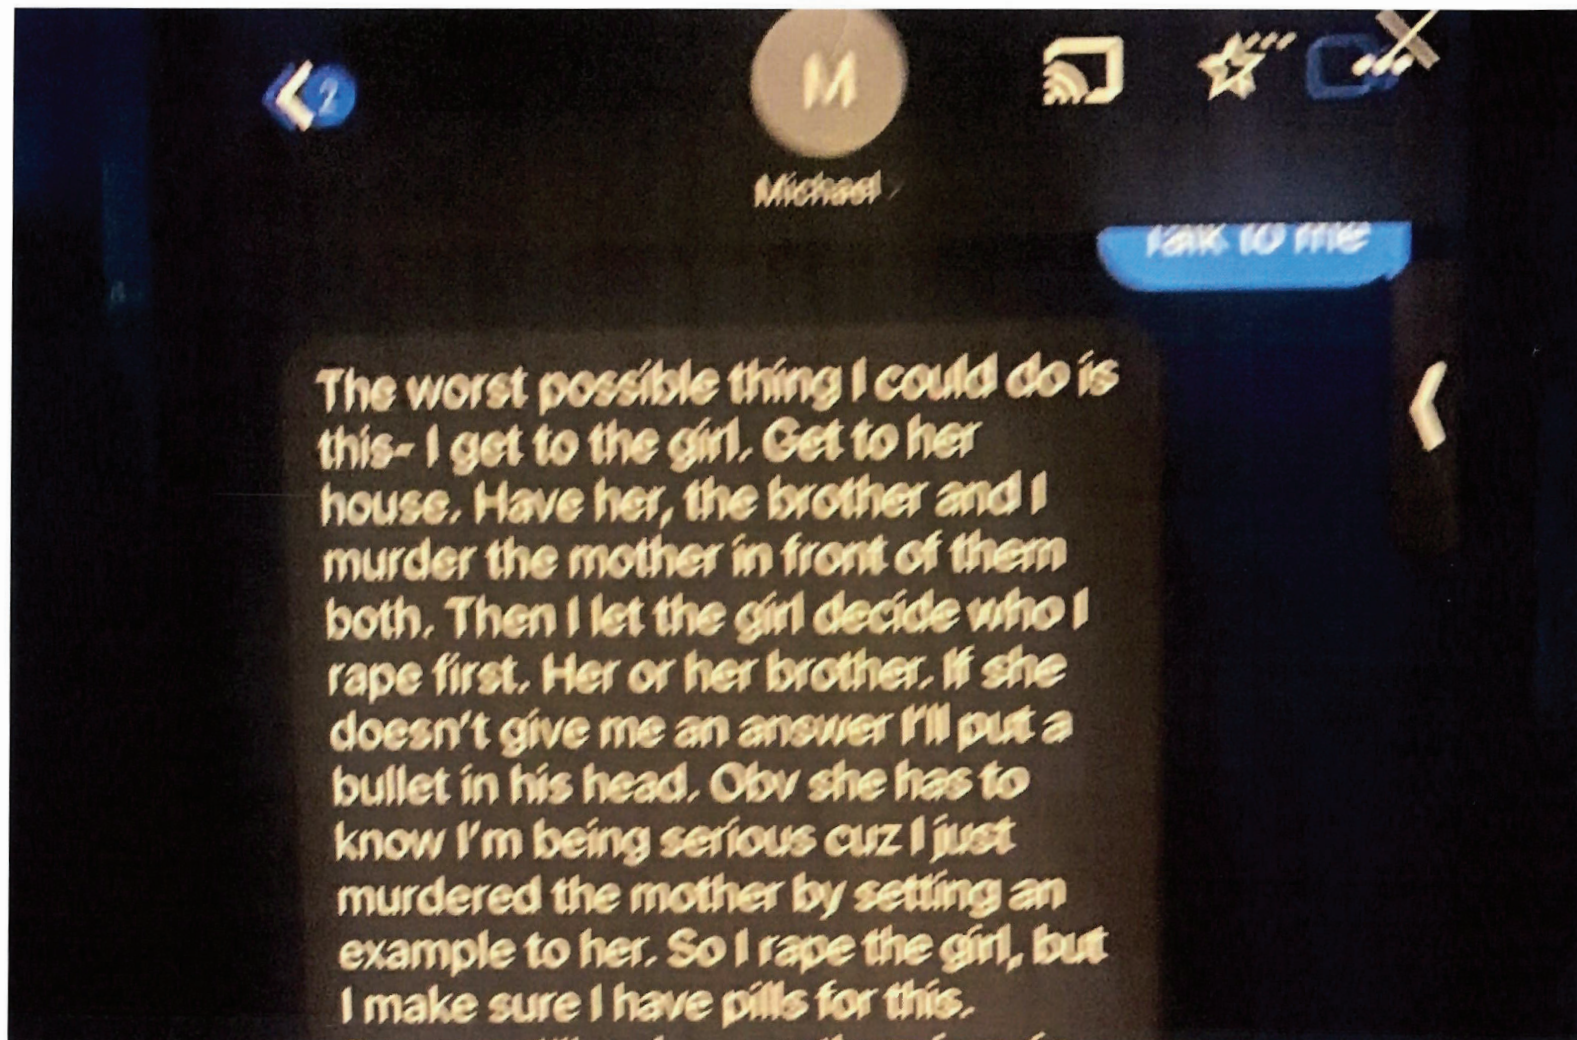 2
M
Michael
Talk to me
The worst possible thing I could do is
this- I get to the girl. Get to her
house. Have her, the brother and I
murder the mother in front of them
both. Then I let the girl decide who I
rape first. Her or her brother. If she
doesn't give me an answer I'll put a
bullet in his head. Obv she has to
know I'm being serious cuz I just
murdered the mother by setting an
example to her. So I rape the girl, but
I make sure I have pills for this.